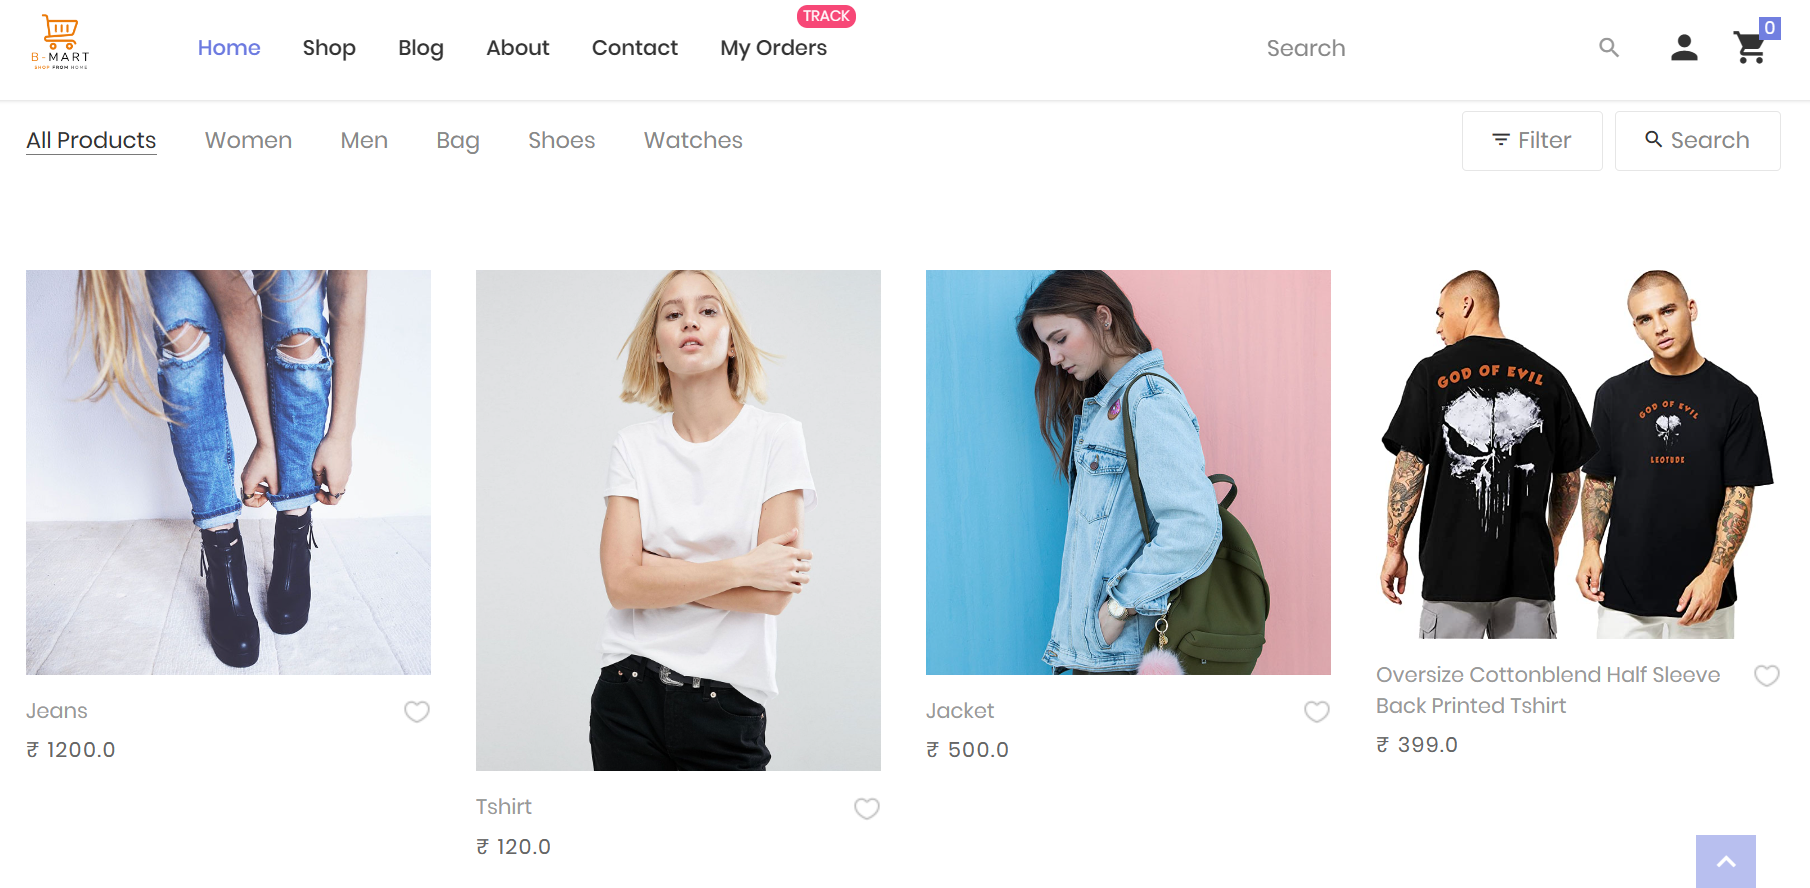 TRACK
B-MART
SHOP FROM HOME
Home Shop Blog About Contact My Orders Search 0
All Products Women Men Bag Shoes Watches Filter Search
GOD OF EVIL
GOD OF EVIL
LEOTUDE
Jeans
₹ 1200.0
Tshirt
₹ 120.0
Jacket
₹ 500.0
Oversize Cottonblend Half Sleeve
Back Printed Tshirt
₹ 399.0